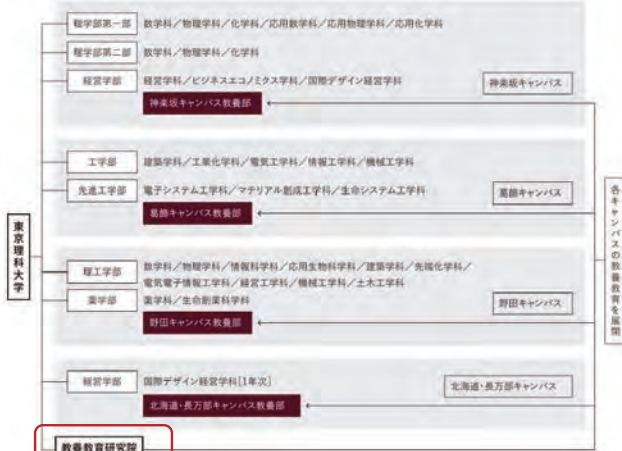 理学部第一部 数学科／物理学科／化学科／応用数学科／応用物理学科／応用化学科
理学部第二部 数学科／物理学科／化学科
経営学部 経営学科／ビジネスエコノミクス学科／国際デザイン経営学科
神楽坂キャンパス
神楽坂キャンパス教養部
工学部 建築学科／工業化学科／電気工学科／情報工学科／機械工学科
先進工学部 電子システム工学科／マテリアル創成工学科／生命システム工学科
葛飾キャンパス
葛飾キャンパス教養部
東京理科大学
各キャンパスの教養教育を展開
理工学部 数学科／物理学科／情報科学科／応用生物科学科／建築学科／先端化学科／
電気電子情報工学科／経営工学科／機械工学科／土木工学科
薬学部 薬学科／生命創薬科学科
野田キャンパス
野田キャンパス教養部
経営学部 国際デザイン経営学科[1年次]
北海道・長万部キャンパス
北海道・長万部キャンパス教養部
教養教育研究院